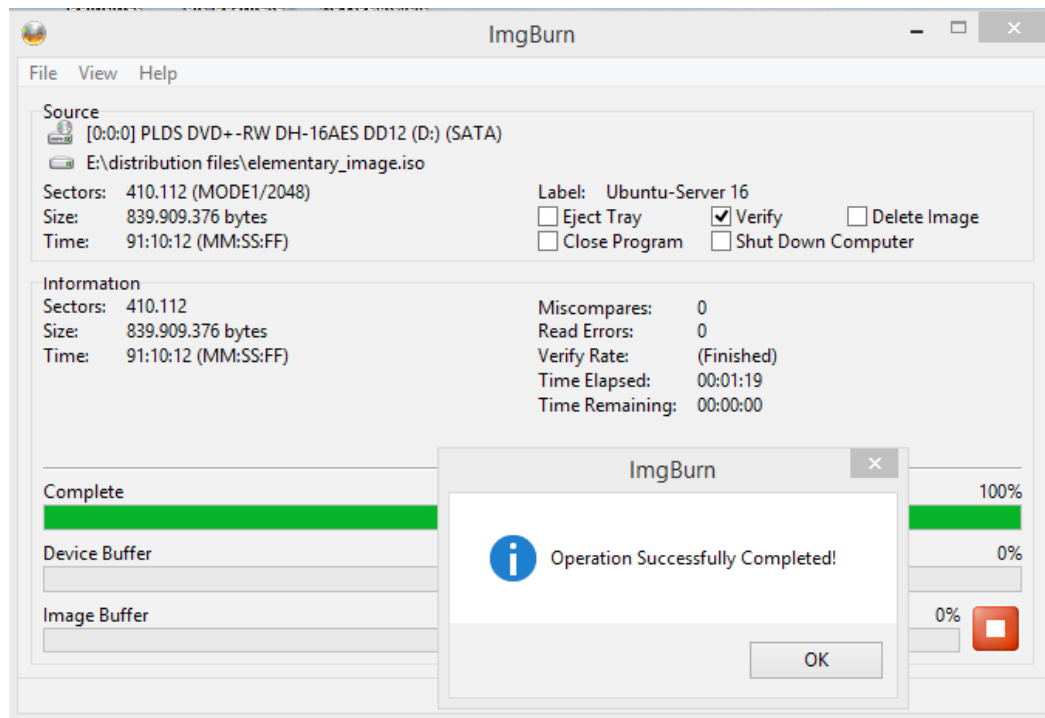 ImgBurn
File View Help
Source
[0:0:0] PLDS DVD+-RW DH-16AES DD12 (D:) (SATA)
E:\distribution files\elementary_image.iso
Sectors: 410.112 (MODE1/2048)
Size: 839.909.376 bytes
Time: 91:10:12 (MM:SS:FF)
Label: Ubuntu-Server 16
Eject Tray Verify Delete Image
Close Program Shut Down Computer
Information
Sectors: 410.112
Size: 839.909.376 bytes
Time: 91:10:12 (MM:SS:FF)
Miscompares: 0
Read Errors: 0
Verify Rate: (Finished)
Time Elapsed: 00:01:19
Time Remaining: 00:00:00
Complete 100%
Device Buffer 0%
Image Buffer 0%
ImgBurn
Operation Successfully Completed!
OK